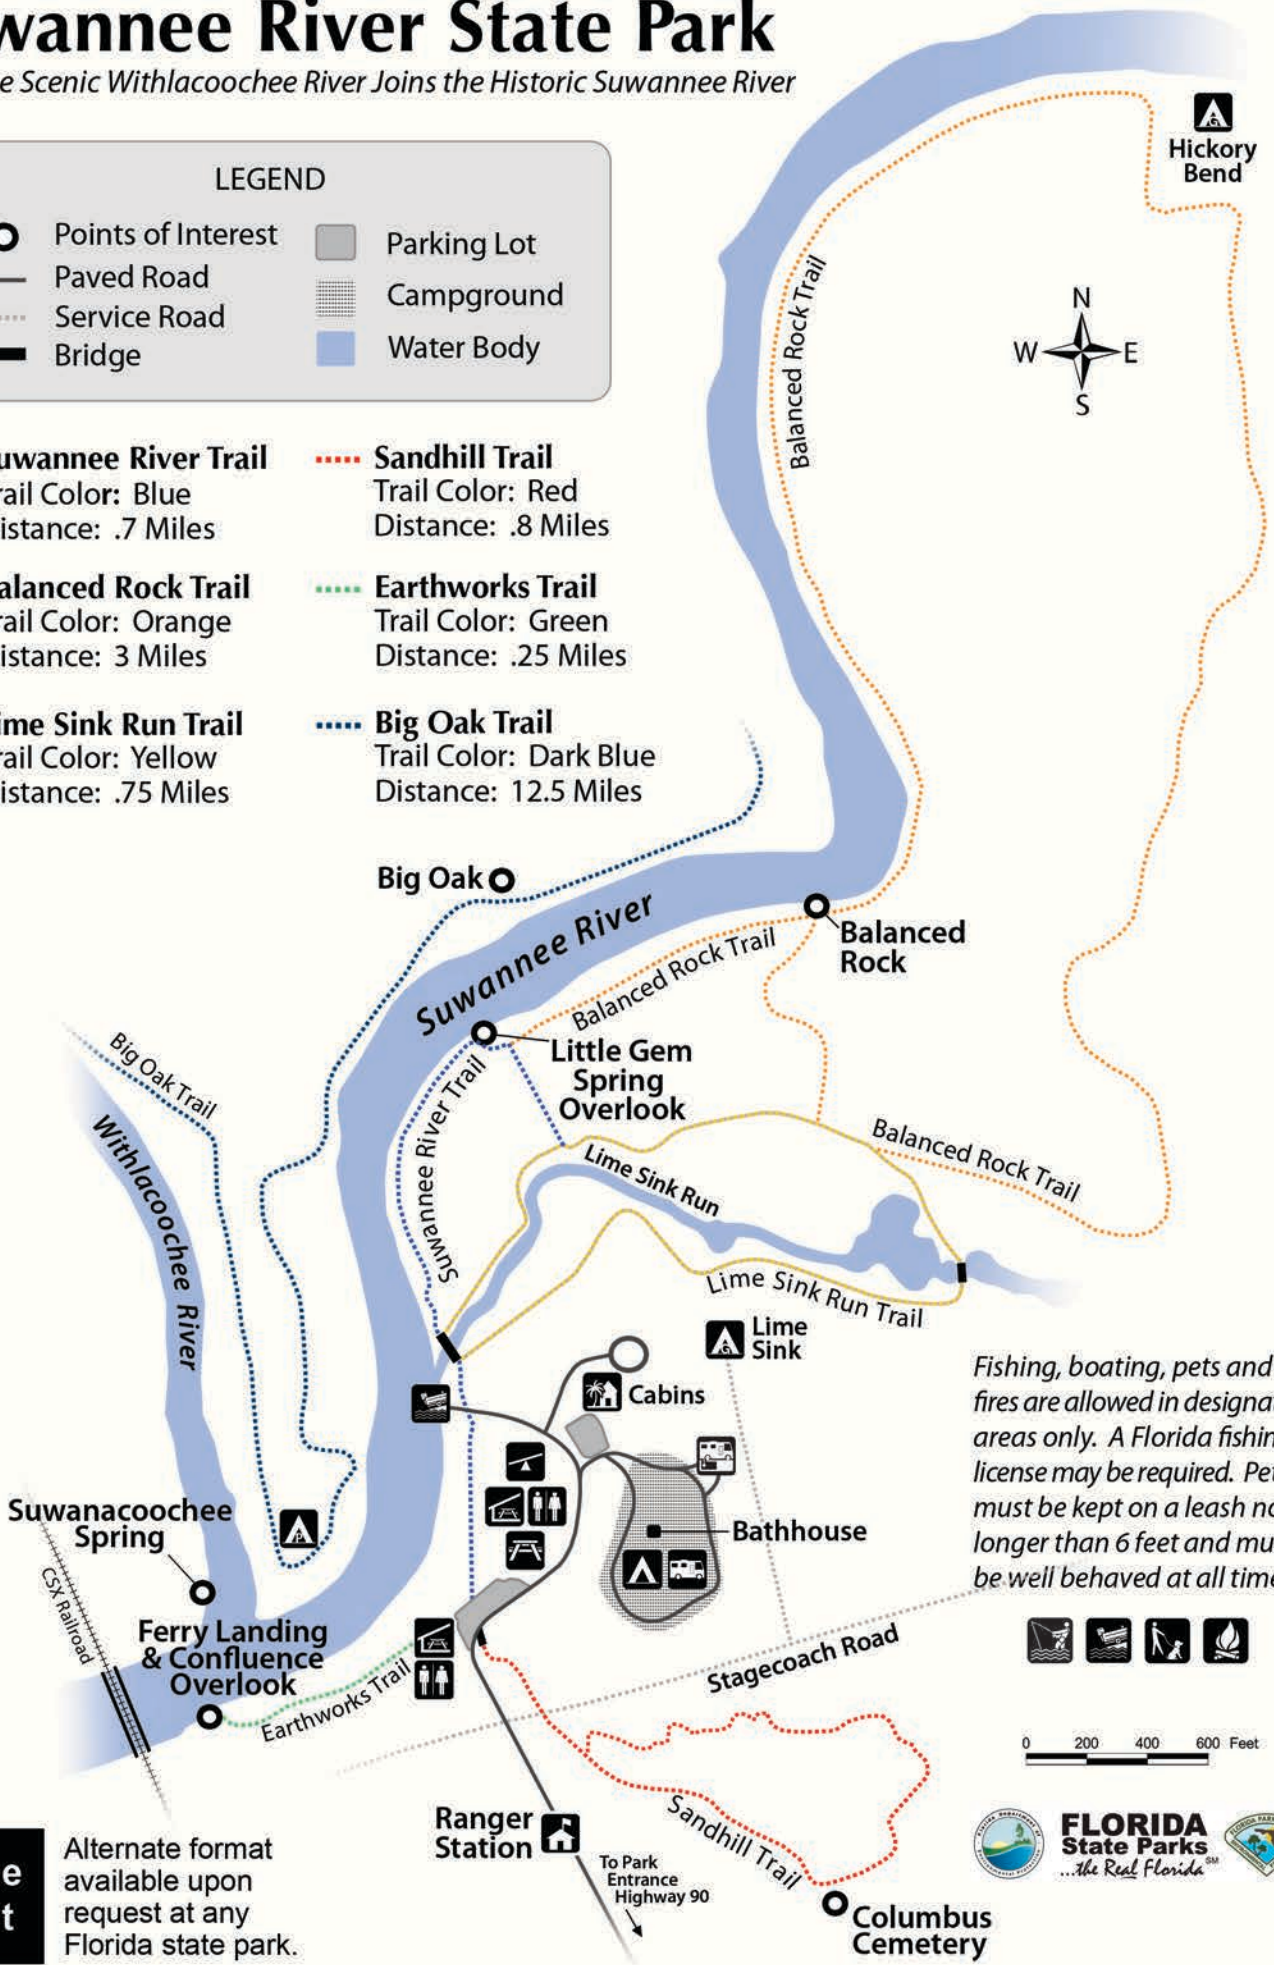 wannee River State Park
e Scenic Withlacoochee River Joins the Historic Suwannee River
LEGEND
Points of Interest
Paved Road
Service Road
Bridge
Parking Lot
Campground
Water Body
uwannee River Trail
rail Color: Blue
istance: .7 Miles
Sandhill Trail
Trail Color: Red
Distance: .8 Miles
alanced Rock Trail
rail Color: Orange
istance: 3 Miles
Earthworks Trail
Trail Color: Green
Distance: .25 Miles
ime Sink Run Trail
rail Color: Yellow
istance: .75 Miles
Big Oak Trail
Trail Color: Dark Blue
Distance: 12.5 Miles
Hickory
Bend
N
W
E
S
Balanced Rock Trail
Big Oak
Suwannee River
Balanced
Rock
Balanced Rock Trail
Little Gem
Spring
Overlook
Big Oak Trail
Withlacoochee River
Suwannee River Trail
Lime Sink Run
Balanced Rock Trail
Lime Sink Run Trail
Lime
Sink
Cabins
Bathhouse
Suwanacoochee
Spring
CSX Railroad
Ferry Landing
& Confluence
Overlook
Earthworks Trail
Stagecoach Road
Sandhill Trail
Ranger
Station
To Park
Entrance
Highway 90
Columbus
Cemetery
Fishing, boating, pets and
fires are allowed in designa
areas only. A Florida fishin
license may be required. Pe
must be kept on a leash no
longer than 6 feet and mu
be well behaved at all time
0 200 400 600 Feet
FLORIDA
State Parks
...the Real Florida℠
e
t
Alternate format
available upon
request at any
Florida state park.